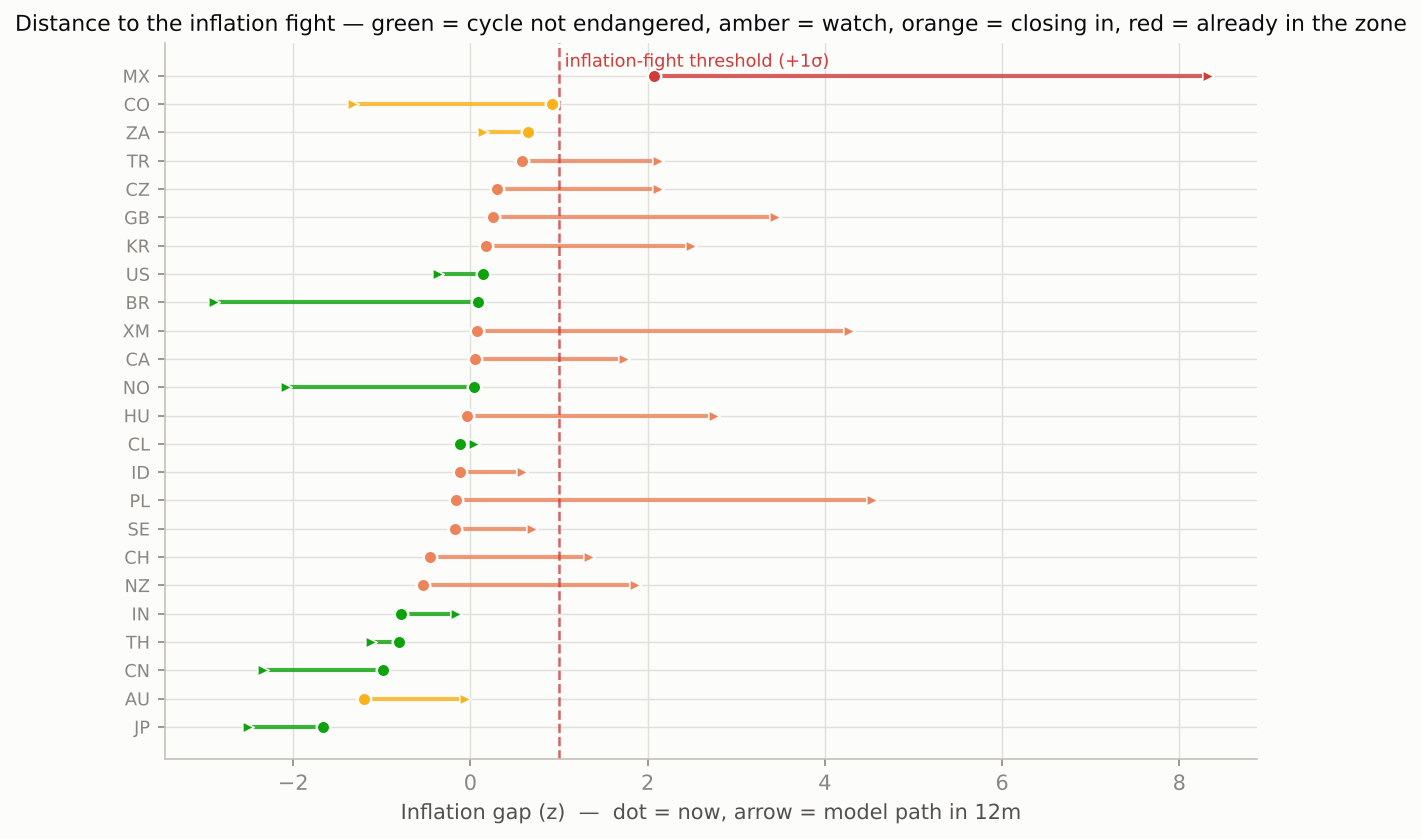 Distance to the inflation fight — green = cycle not endangered, amber = watch, orange = closing in, red = already in the zone
inflation-fight threshold (+1σ)
MX
CO
ZA
TR
CZ
GB
KR
US
BR
XM
CA
NO
HU
CL
ID
PL
SE
CH
NZ
IN
TH
CN
AU
JP
−2 0 2 4 6 8
Inflation gap (z) — dot = now, arrow = model path in 12m